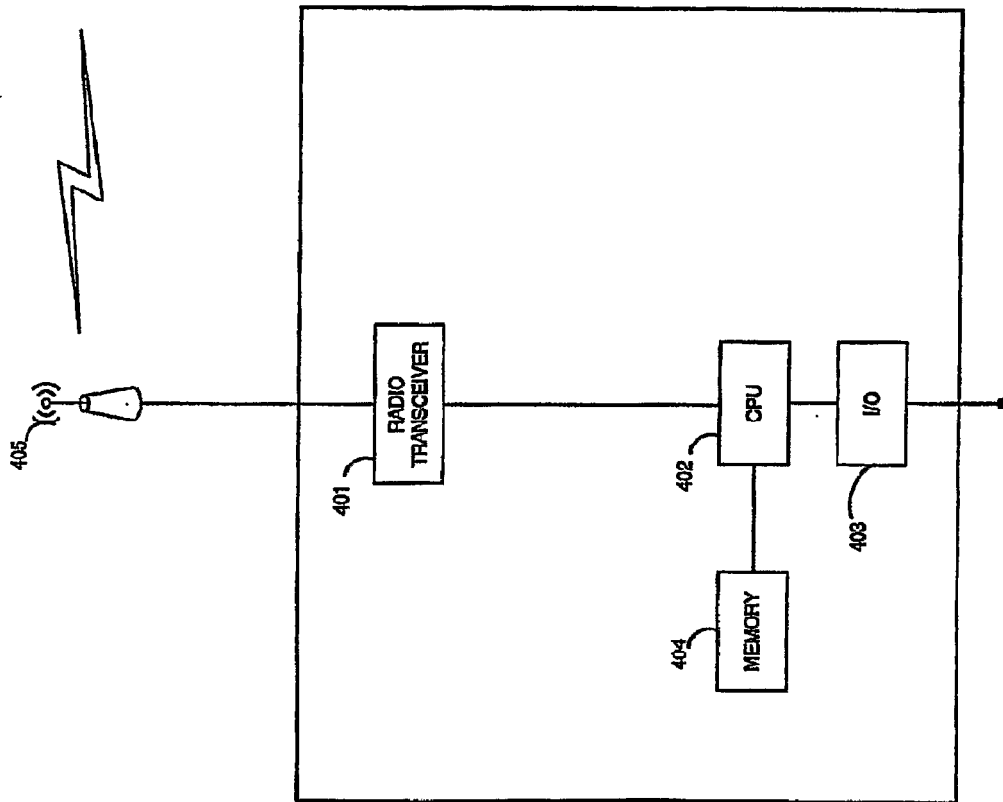 405
RADIO
TRANSCEIVER
401
CPU
402
I/O
403
MEMORY
404